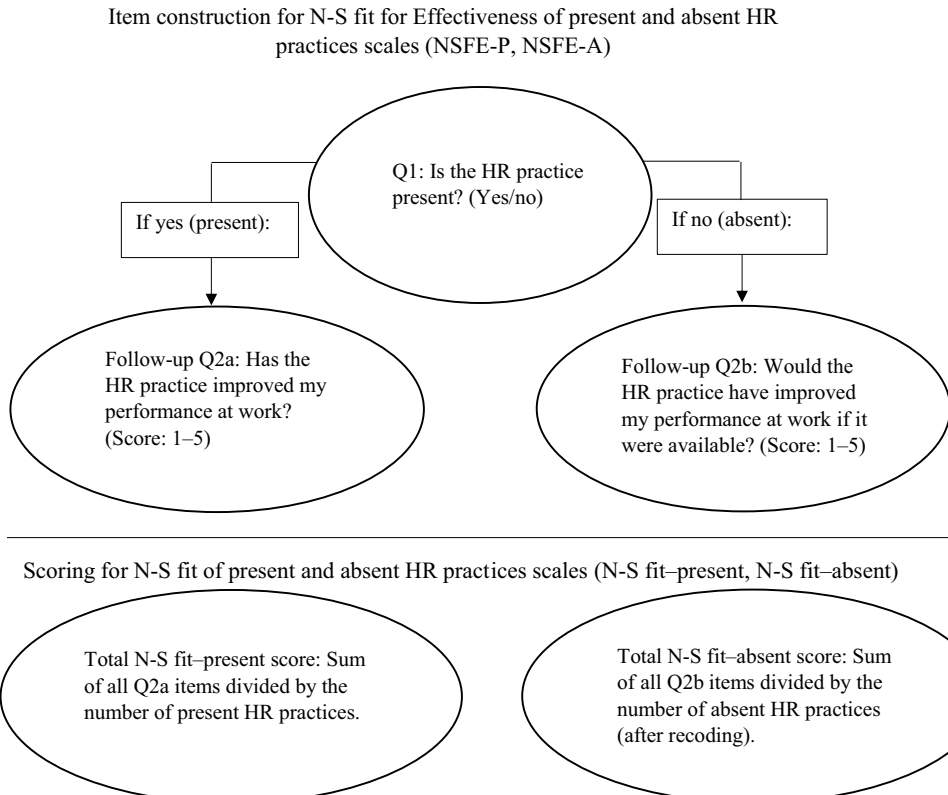 Item construction for N-S fit for Effectiveness of present and absent HR
practices scales (NSFE-P, NSFE-A)
Q1: Is the HR practice
present? (Yes/no)
If yes (present):
If no (absent):
Follow-up Q2a: Has the
HR practice improved my
performance at work?
(Score: 1–5)
Follow-up Q2b: Would the
HR practice have improved
my performance at work if it
were available? (Score: 1–5)
Scoring for N-S fit of present and absent HR practices scales (N-S fit–present, N-S fit–absent)
Total N-S fit–present score: Sum
of all Q2a items divided by the
number of present HR practices.
Total N-S fit–absent score: Sum
of all Q2b items divided by the
number of absent HR practices
(after recoding).